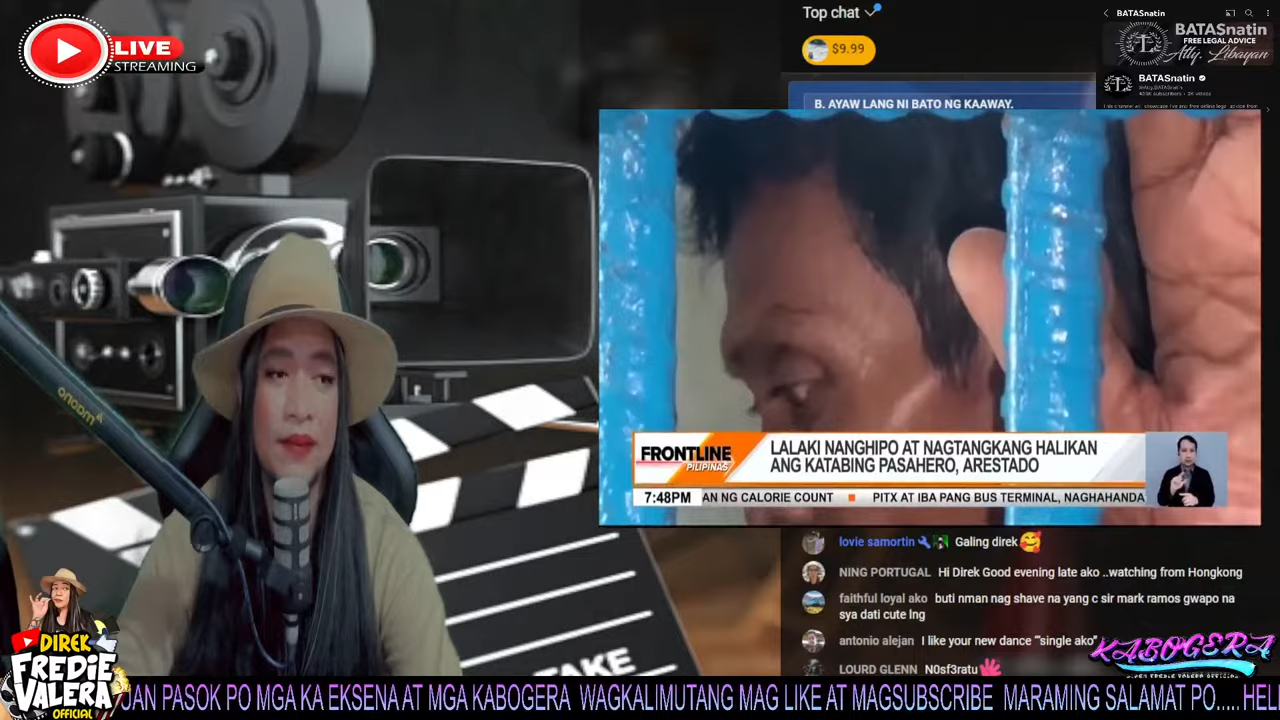 LIVE
STREAMING
Top chat
$9.99
BATASnatin
BATASnatin
FREE LEGAL ADVICE
Atty. Libayan
BATASnatin
B. AYAW LANG NI BATO NG KAAWAY.
maono
FRONTLINE
PILIPINAS
LALAKI NANGHIPO AT NAGTANGKANG HALIKAN
ANG KATABING PASAHERO, ARESTADO
7:48PM
AN NG CALORIE COUNT ▪ PITX AT IBA PANG BUS TERMINAL, NAGHAHANDA
lovie samortin Galing direk
NING PORTUGAL Hi Direk Good evening late ako ..watching from Hongkong
faithful loyal ako buti nman nag shave na yang c sir mark ramos gwapo na
sya dati cute lng
antonio alejan I like your new dance "'single ako"
LOURD GLENN N0sf3ratu
KABOGERA
DIREK FREDIE VALERA OFFICIAL
TAKE
DIREK
FREDIE
VALERA
OFFICIAL
JAN PASOK PO MGA KA EKSENA AT MGA KABOGERA WAGKALIMUTANG MAG LIKE AT MAGSUBSCRIBE MARAMING SALAMAT PO..... HEL